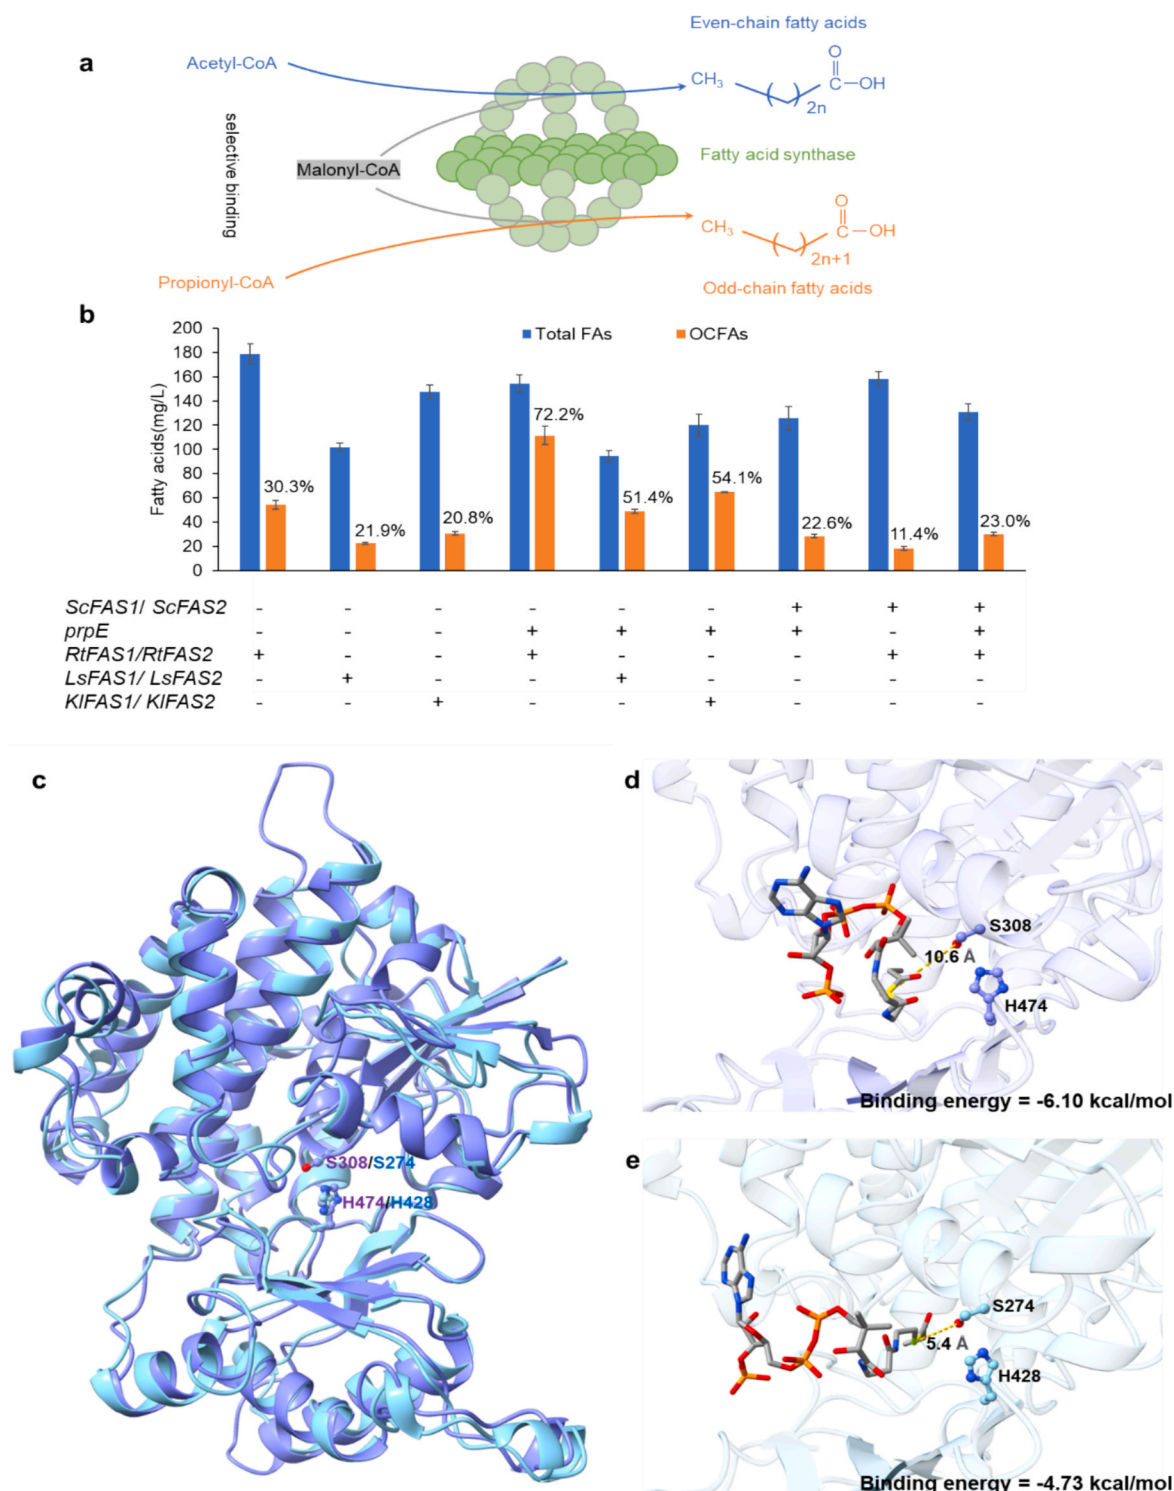 a
Even-chain fatty acids
Acetyl-CoA
CH3
O
C
OH
2n
selective binding
Malonyl-CoA
Fatty acid synthase
CH3
O
C
OH
2n+1
Propionyl-CoA
Odd-chain fatty acids
b
Total FAs OCFAs
Fatty acids(mg/L)
200
180
160
140
120
100
80
60
40
20
0
30.3% 21.9% 20.8% 72.2% 51.4% 54.1% 22.6% 11.4% 23.0%
ScFAS1/ ScFAS2 - - - - - - + + +
prpE - - - + + + + - +
RtFAS1/RtFAS2 + - - + - - - + +
LsFAS1/ LsFAS2 - + - - + - - - -
KlFAS1/ KlFAS2 - - + - - + - - -
c
S308/S274
H474/H428
d
S308
10.6 A
H474
Binding energy = -6.10 kcal/mol
e
S274
5.4 A
H428
Binding energy = -4.73 kcal/mol